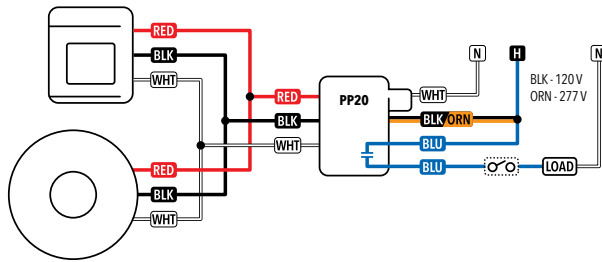 RED
BLK
WHT
RED
BLK
WHT
RED
BLK
WHT
PP20
WHT
BLK/ORN
BLU
BLU
N
H
N
BLK - 120 V
ORN - 277 V
LOAD